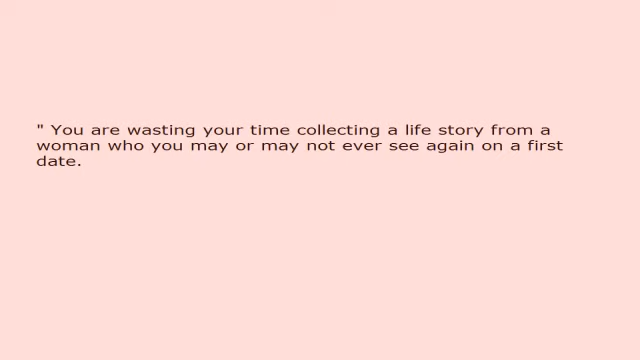 " You are wasting your time collecting a life story from a
woman who you may or may not ever see again on a first
date.